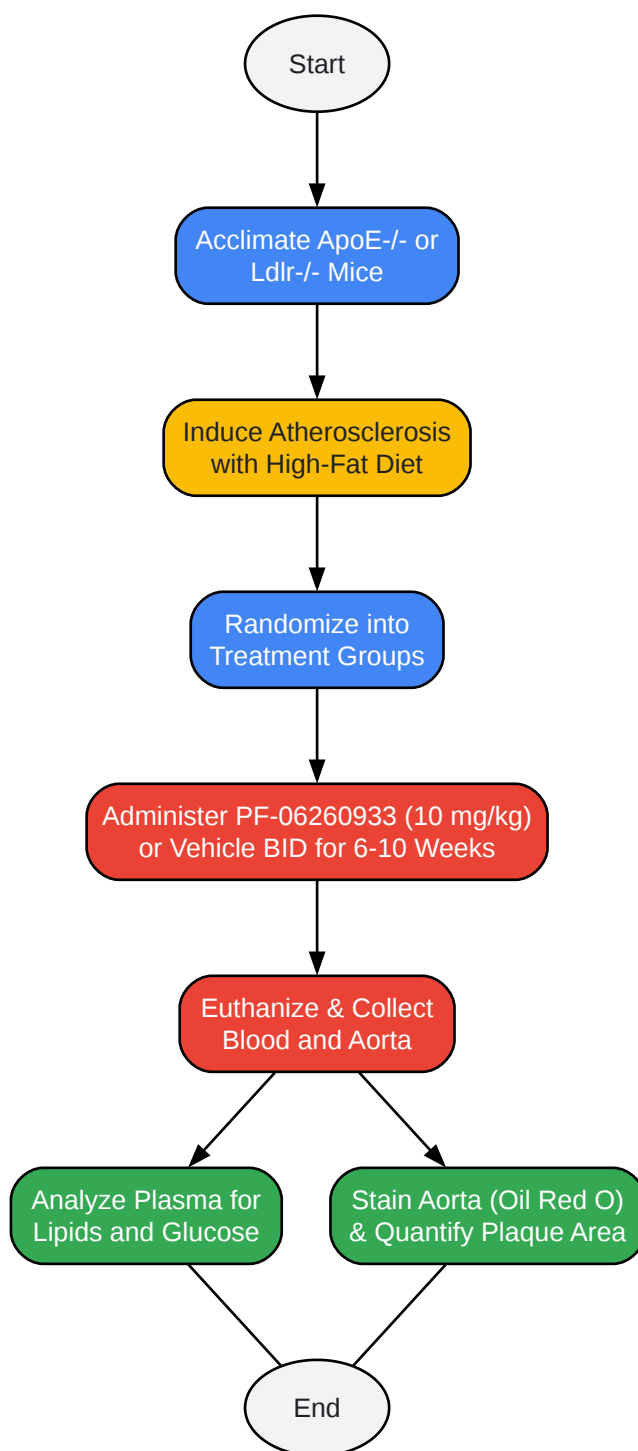 Start
Acclimate ApoE-/- or
Ldlr-/- Mice
Induce Atherosclerosis
with High-Fat Diet
Randomize into
Treatment Groups
Administer PF-06260933 (10 mg/kg)
or Vehicle BID for 6-10 Weeks
Euthanize & Collect
Blood and Aorta
Analyze Plasma for
Lipids and Glucose
Stain Aorta (Oil Red O)
& Quantify Plaque Area
End